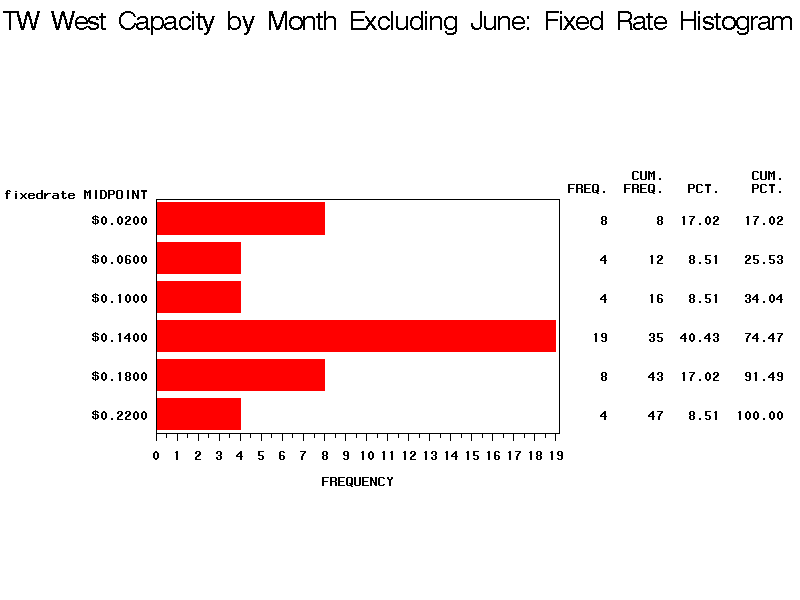 TW West Capacity by Month Excluding June: Fixed Rate Histogram
CUM. CUM.
fixedrate MIDPOINT FREQ. FREQ. PCT. PCT.
$0.0200 8 8 17.02 17.02
$0.0600 4 12 8.51 25.53
$0.1000 4 16 8.51 34.04
$0.1400 19 35 40.43 74.47
$0.1800 8 43 17.02 91.49
$0.2200 4 47 8.51 100.00
0 1 2 3 4 5 6 7 8 9 10 11 12 13 14 15 16 17 18 19
FREQUENCY